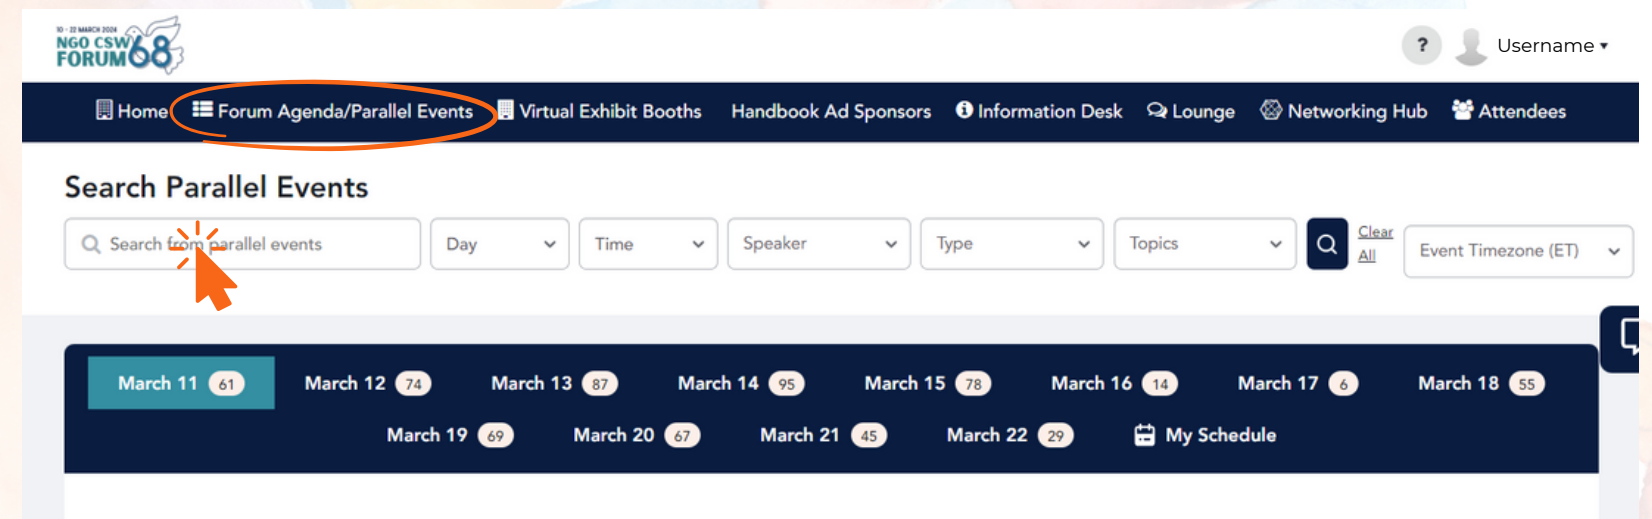 10 - 22 MARCH 2024
NGO CSW
FORUM 68
? Username
Home Forum Agenda/Parallel Events Virtual Exhibit Booths Handbook Ad Sponsors Information Desk Lounge Networking Hub Attendees
Search Parallel Events
Search from parallel events Day Time Speaker Type Topics Clear All Event Timezone (ET)
March 11 61 March 12 74 March 13 87 March 14 95 March 15 78 March 16 14 March 17 6 March 18 55
March 19 69 March 20 67 March 21 45 March 22 29 My Schedule